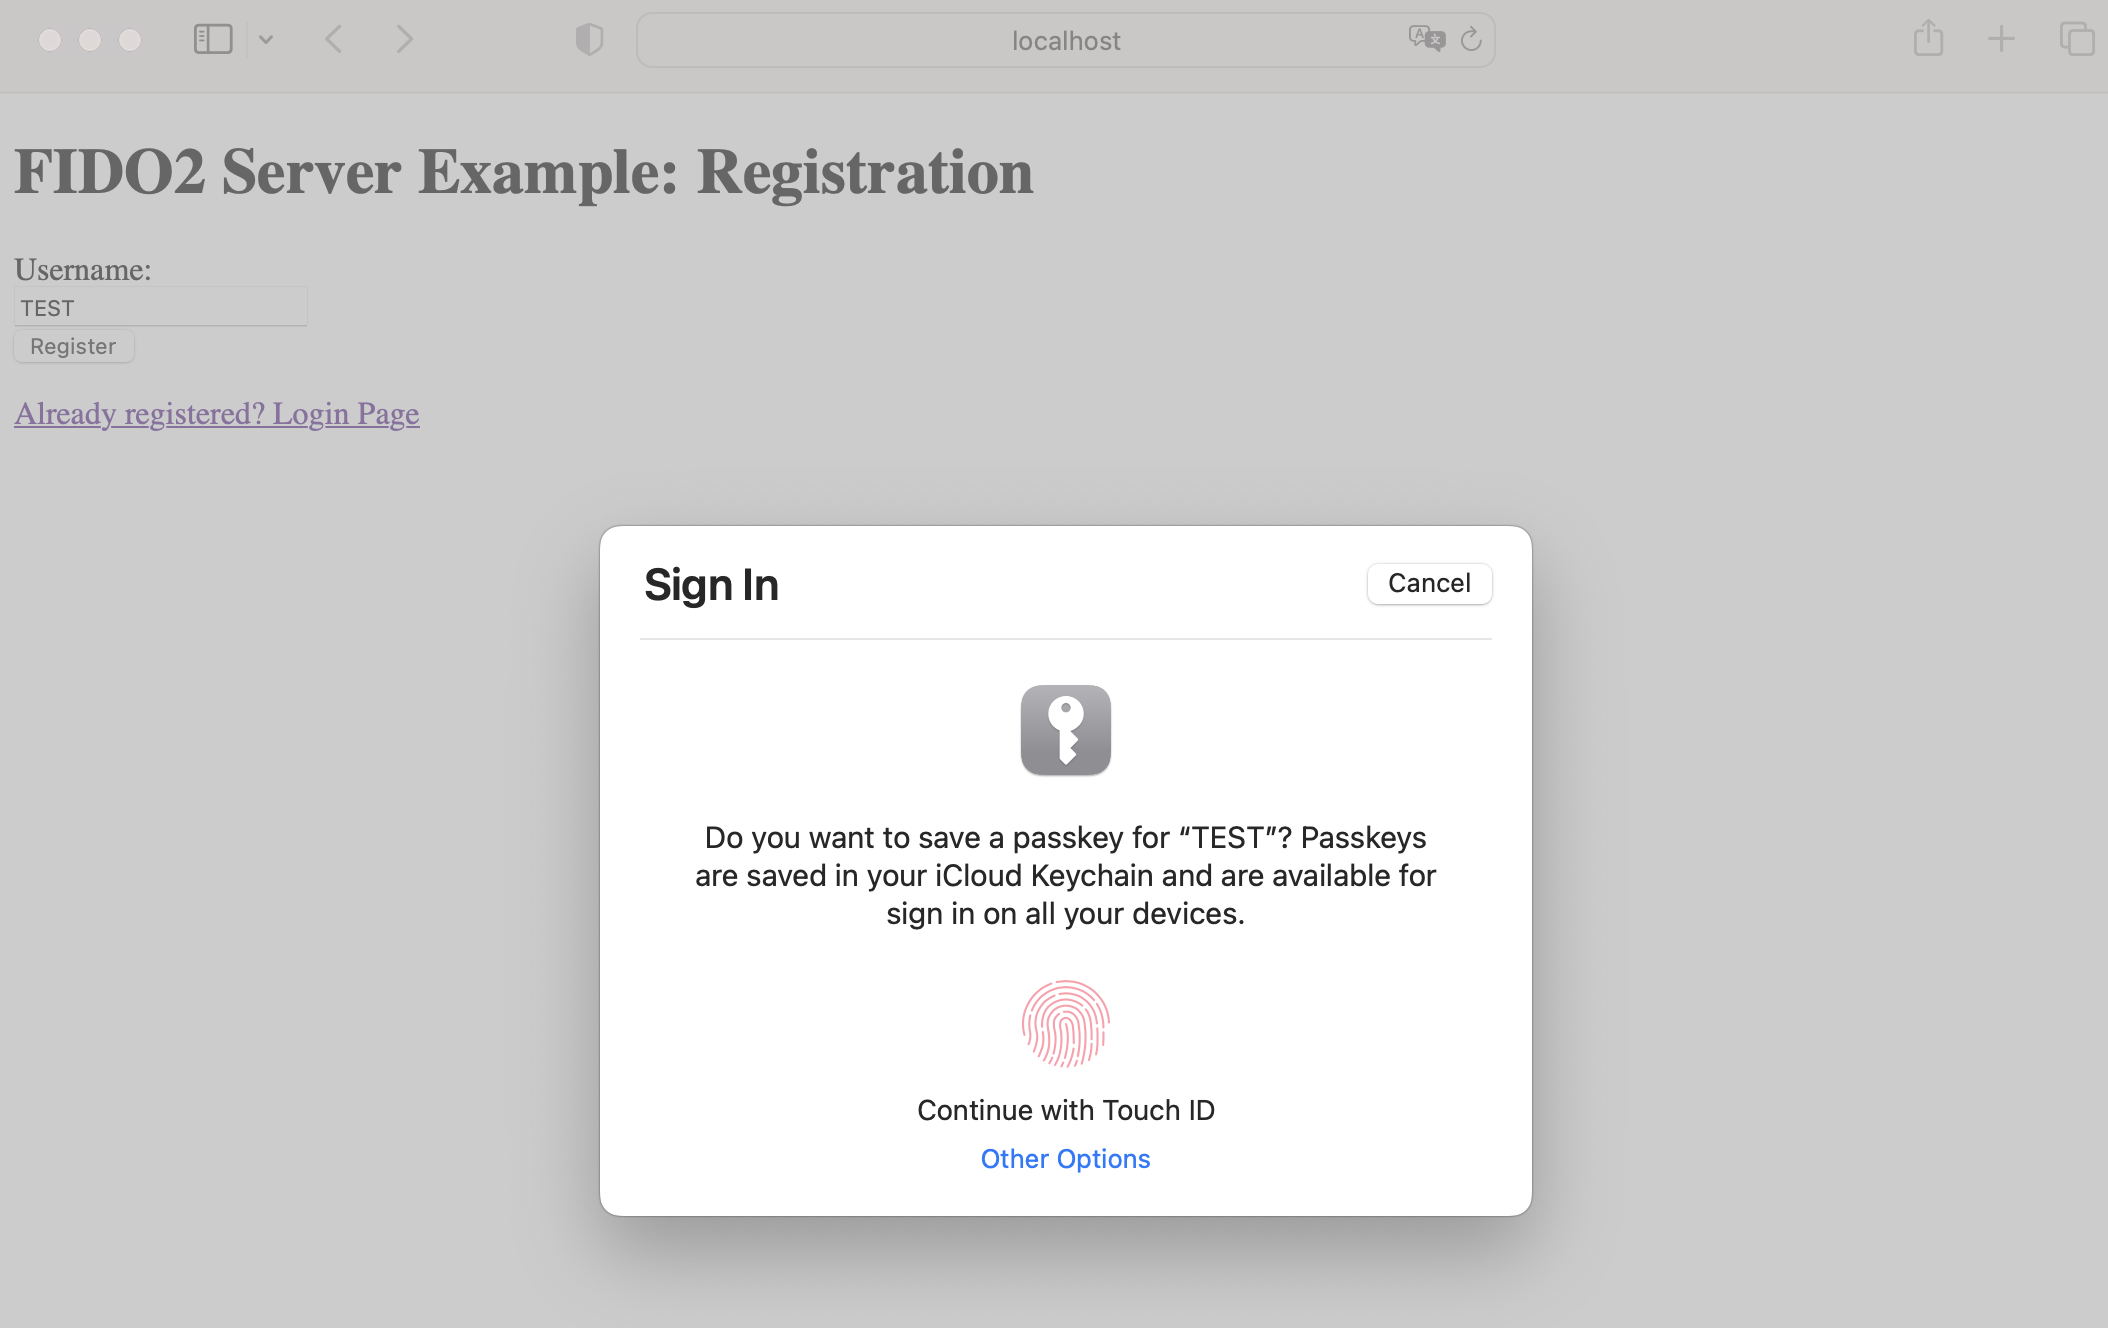 localhost
FIDO2 Server Example: Registration
Username:
TEST
Register
Already registered? Login Page
Sign In
Cancel
Do you want to save a passkey for “TEST”? Passkeys
are saved in your iCloud Keychain and are available for
sign in on all your devices.
Continue with Touch ID
Other Options